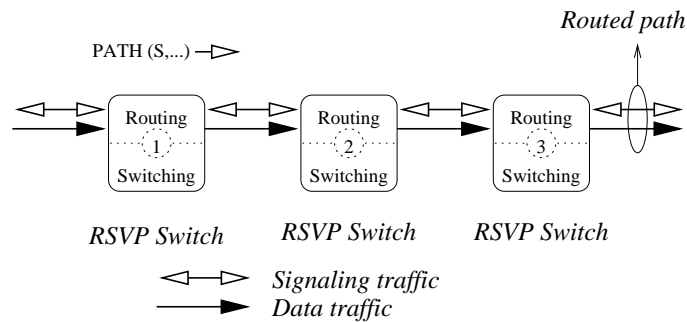 Routed path
PATH (S,...)
Routing
1
Switching
Routing
2
Switching
Routing
3
Switching
RSVP Switch
RSVP Switch
RSVP Switch
Signaling traffic
Data traffic